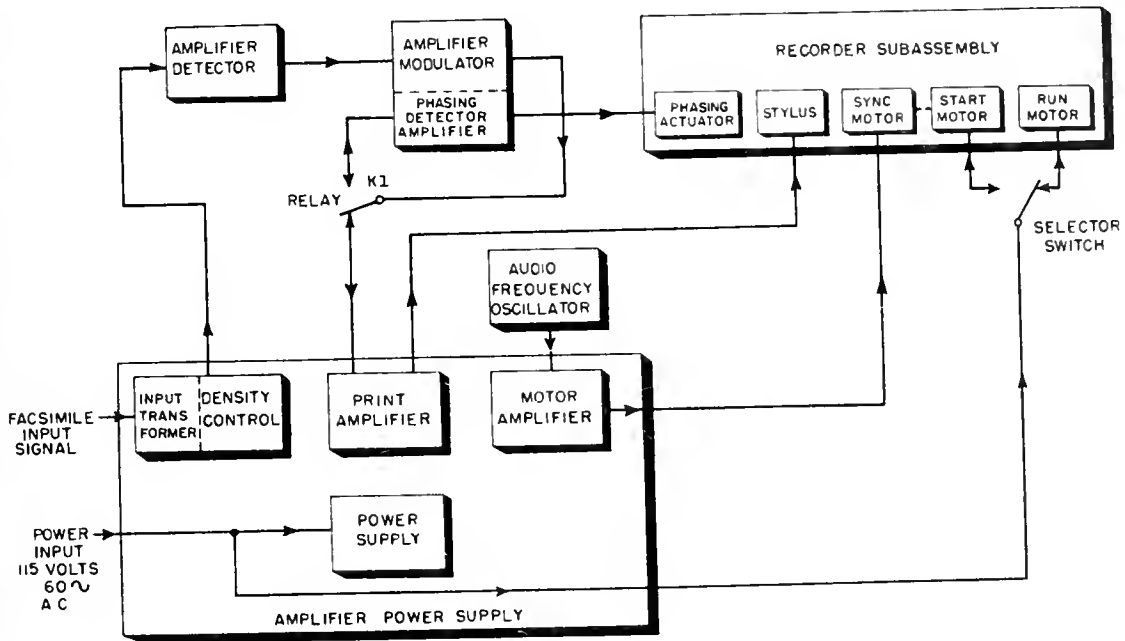 AMPLIFIER
DETECTOR
AMPLIFIER
MODULATOR
PHASING
DETECTOR
AMPLIFIER
RECORDER SUBASSEMBLY
PHASING
ACTUATOR
STYLUS
SYNC
MOTOR
START
MOTOR
RUN
MOTOR
RELAY
K1
SELECTOR
SWITCH
AUDIO
FREQUENCY
OSCILLATOR
FACSIMILE
INPUT
SIGNAL
INPUT
TRANS
FORMER
DENSITY
CONTROL
PRINT
AMPLIFIER
MOTOR
AMPLIFIER
POWER
INPUT
115 VOLTS
60~
AC
POWER
SUPPLY
AMPLIFIER POWER SUPPLY